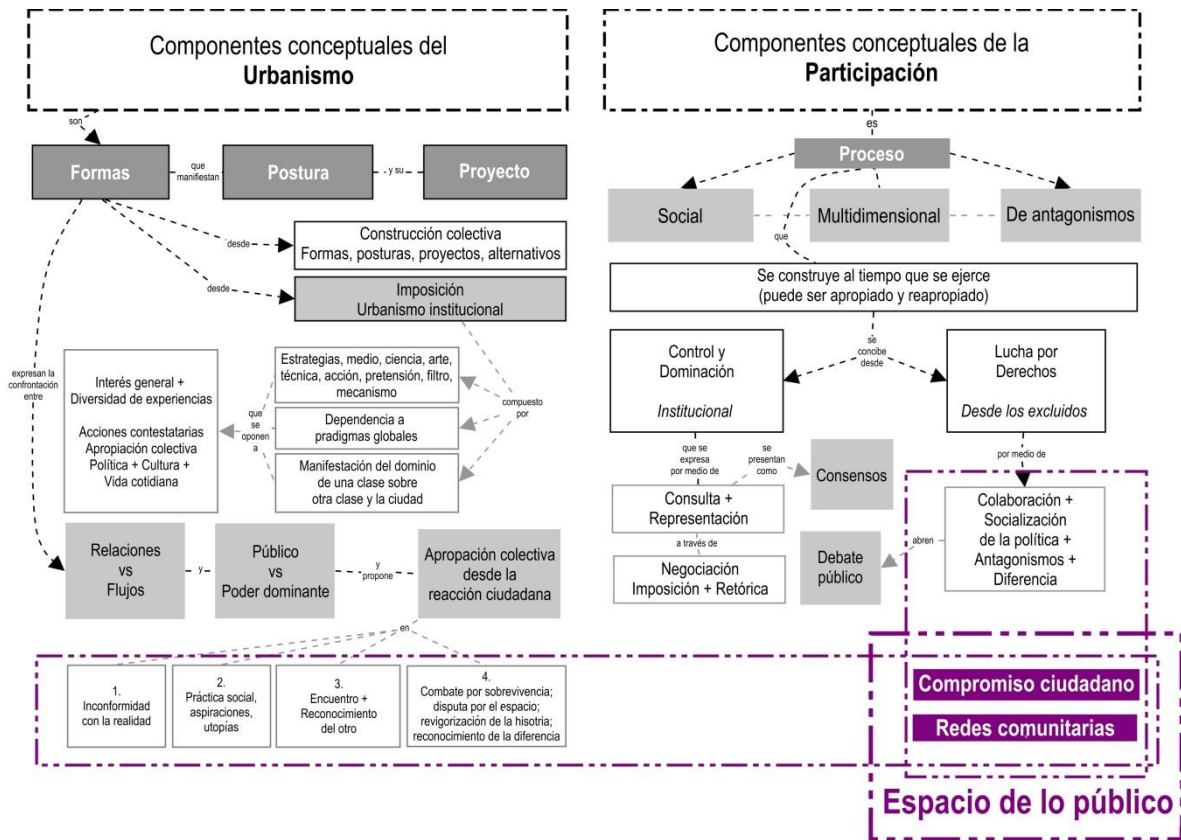 Componentes conceptuales del
Urbanismo
son
Formas
que
manifiestan
Postura
y su
Proyecto
desde
Construcción colectiva
Formas, posturas, proyectos, alternativos
desde
Imposición
Urbanismo institucional
expresan la
confrontación
entre
Interés general +
Diversidad de experiencias
Acciones contestatarias
Apropiación colectiva
Política + Cultura +
Vida cotidiana
que
se
oponen
a
Estrategias, medio, ciencia, arte,
técnica, acción, pretensión, filtro,
mecanismo
Dependencia a
pradigmas globales
Manifestación del dominio
de una clase sobre
otra clase y la ciudad
compuesto
por
Relaciones
vs
Flujos
y
Público
vs
Poder dominante
y
propone
Apropación colectiva
desde la
reacción ciudadana
en
1.
Inconformidad
con la realidad
2.
Práctica social,
aspiraciones,
utopías
3.
Encuentro +
Reconocimiento
del otro
4.
Combate por sobrevivencia;
disputa por el espacio;
revigorización de la hisotria;
reconocimiento de la diferencia
Componentes conceptuales de la
Participación
es
Proceso
Social
Multidimensional
De antagonismos
que
Se construye al tiempo que se ejerce
(puede ser apropiado y reapropiado)
se
concibe
desde
Control y
Dominación
Institucional
Lucha por
Derechos
Desde los excluidos
que se
expresa
por medio de
se
presentan
como
Consensos
Consulta +
Representación
a través de
Negociación
Imposición + Retórica
por medio de
Colaboración +
Socialización
de la política +
Antagonismos +
Diferencia
abren
Debate
público
Compromiso ciudadano
Redes comunitarias
Espacio de lo público